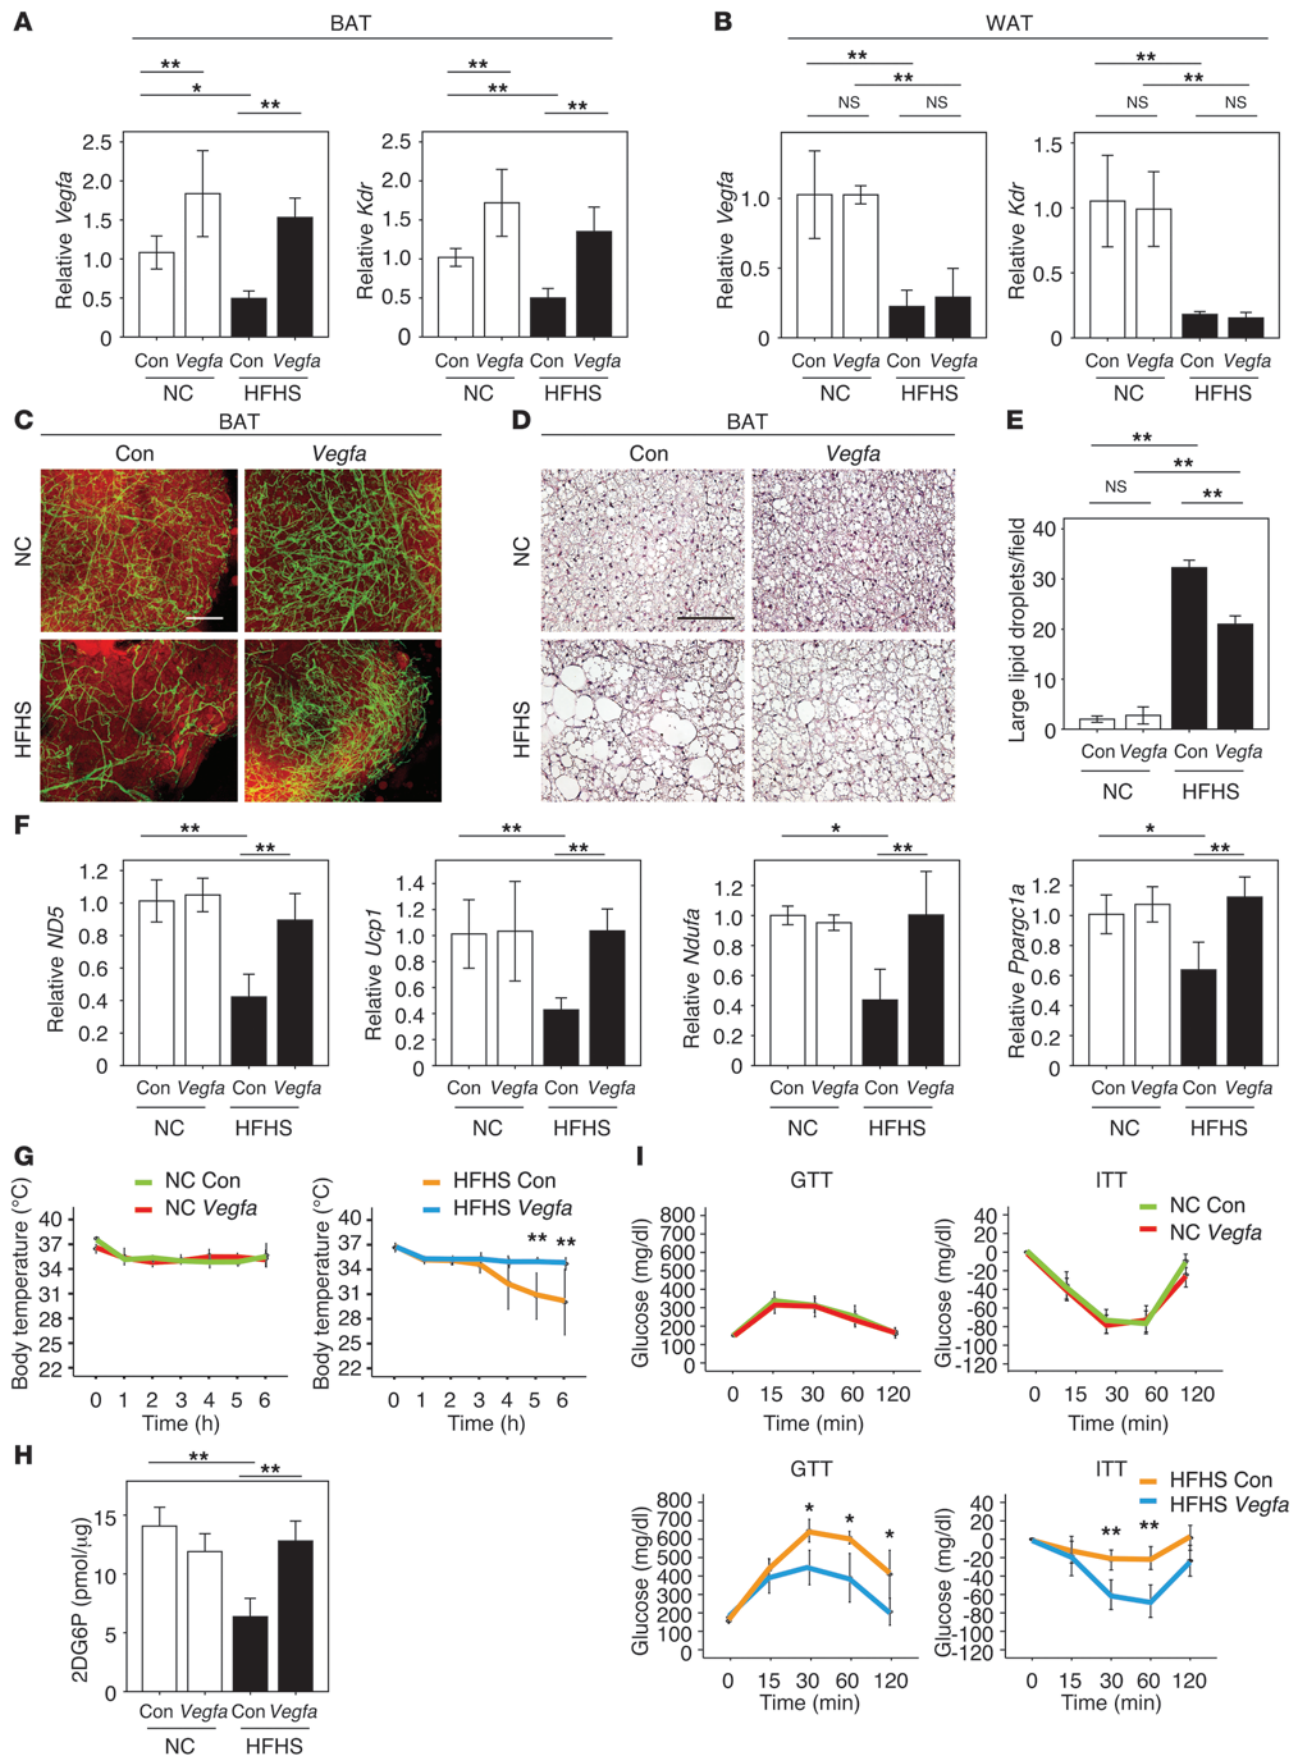 A
BAT
**
*
**
**
**
**
Relative Vegfa
2.5
2.0
1.5
1.0
0.5
0
Con Vegfa Con Vegfa
NC HFHS
Relative Kdr
2.5
2.0
1.5
1.0
0.5
0
Con Vegfa Con Vegfa
NC HFHS
B
WAT
**
**
NS NS
**
**
NS NS
Relative Vegfa
1.0
0.5
0
Con Vegfa Con Vegfa
NC HFHS
Relative Kdr
1.5
1.0
0.5
0
Con Vegfa Con Vegfa
NC HFHS
C
BAT
Con Vegfa
NC
HFHS
D
BAT
Con Vegfa
NC
HFHS
E
**
**
NS **
Large lipid droplets/field
40
30
20
10
0
Con Vegfa Con Vegfa
NC HFHS
F
**
**
Relative ND5
1.2
1.0
0.8
0.6
0.4
0.2
0
Con Vegfa Con Vegfa
NC HFHS
**
**
Relative Ucp1
1.4
1.2
1.0
0.8
0.6
0.4
0.2
0
Con Vegfa Con Vegfa
NC HFHS
*
**
Relative Ndufa
1.2
1.0
0.8
0.6
0.4
0.2
0
Con Vegfa Con Vegfa
NC HFHS
*
**
Relative Ppargc1a
1.2
1.0
0.8
0.6
0.4
0.2
0
Con Vegfa Con Vegfa
NC HFHS
G
NC Con
NC Vegfa
Body temperature (°C)
40
37
34
31
28
25
22
0 1 2 3 4 5 6
Time (h)
HFHS Con
HFHS Vegfa
Body temperature (°C)
40
37
34
31
28
25
22
** **
0 1 2 3 4 5 6
Time (h)
H
**
**
2DG6P (pmol/µg)
15
10
5
0
Con Vegfa Con Vegfa
NC HFHS
I
GTT
Glucose (mg/dl)
800
700
600
500
400
300
200
100
0
0 15 30 60 120
Time (min)
ITT
NC Con
NC Vegfa
Glucose (mg/dl)
40
20
0
-20
-40
-60
-80
-100
-120
0 15 30 60 120
Time (min)
GTT
Glucose (mg/dl)
800
700
600
500
400
300
200
100
0
* * *
0 15 30 60 120
Time (min)
ITT
HFHS Con
HFHS Vegfa
Glucose (mg/dl)
40
20
0
-20
-40
-60
-80
-100
-120
** **
0 15 30 60 120
Time (min)